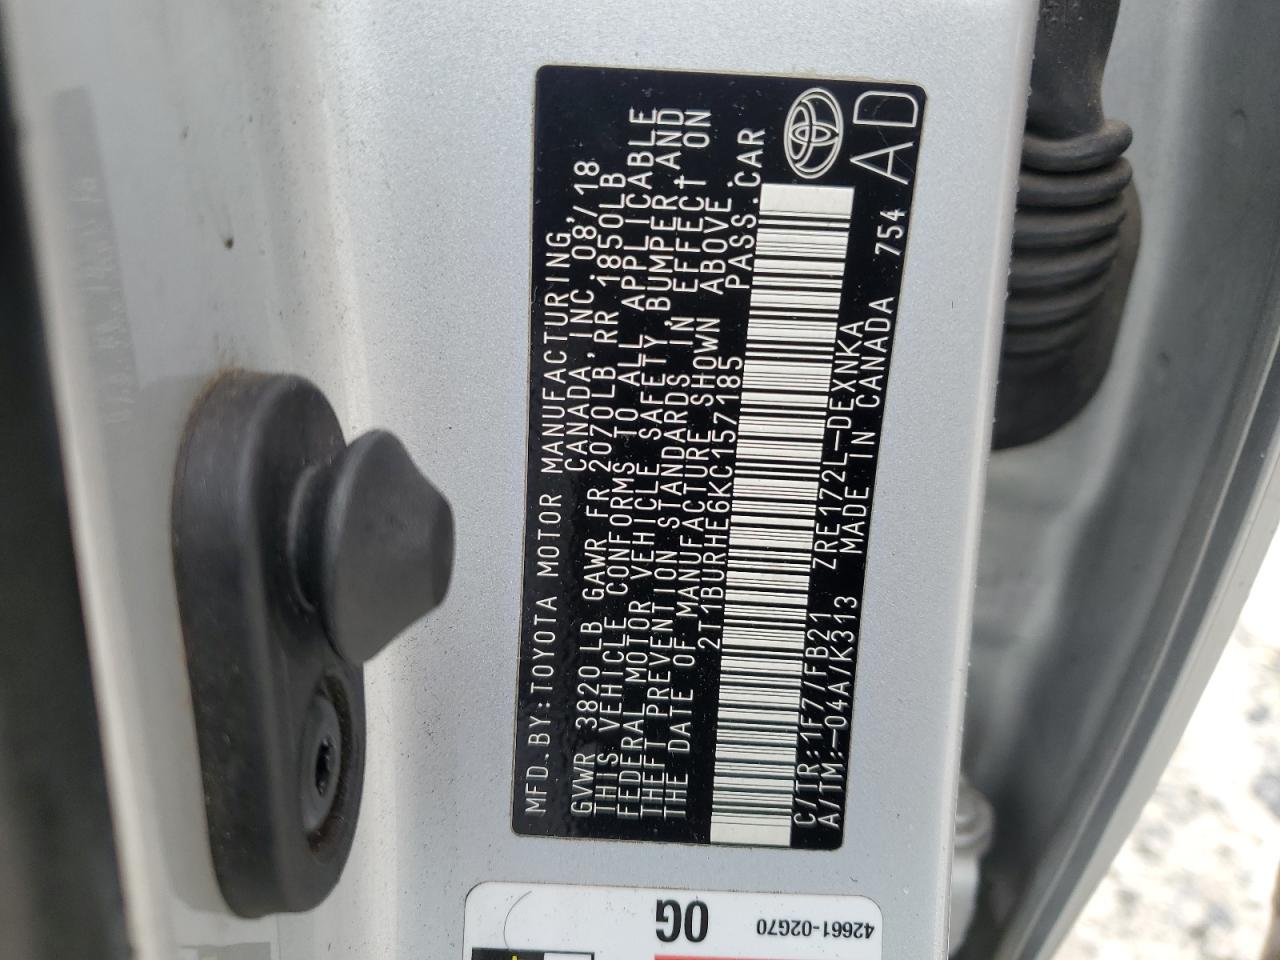 MFD. BY: TOYOTA MOTOR MANUFACTURING,
CANADA, INC. 08/18
GVWR 3820 LB GAWR FR 2070LB RR 1850LB
THIS VEHICLE CONFORMS TO ALL APPLICABLE
FEDERAL MOTOR VEHICLE SAFETY, BUMPER, AND
THEFT PREVENTION STANDARDS IN EFFECT ON
THE DATE OF MANUFACTURE SHOWN ABOVE.
2T1BURHE6KC157185 PASS. CAR
C/TR: 1F7/FB21 ZRE172L-DEXNKA 754
A/TM: -04A/K313 MADE IN CANADA
AD
0G
42661-02G70